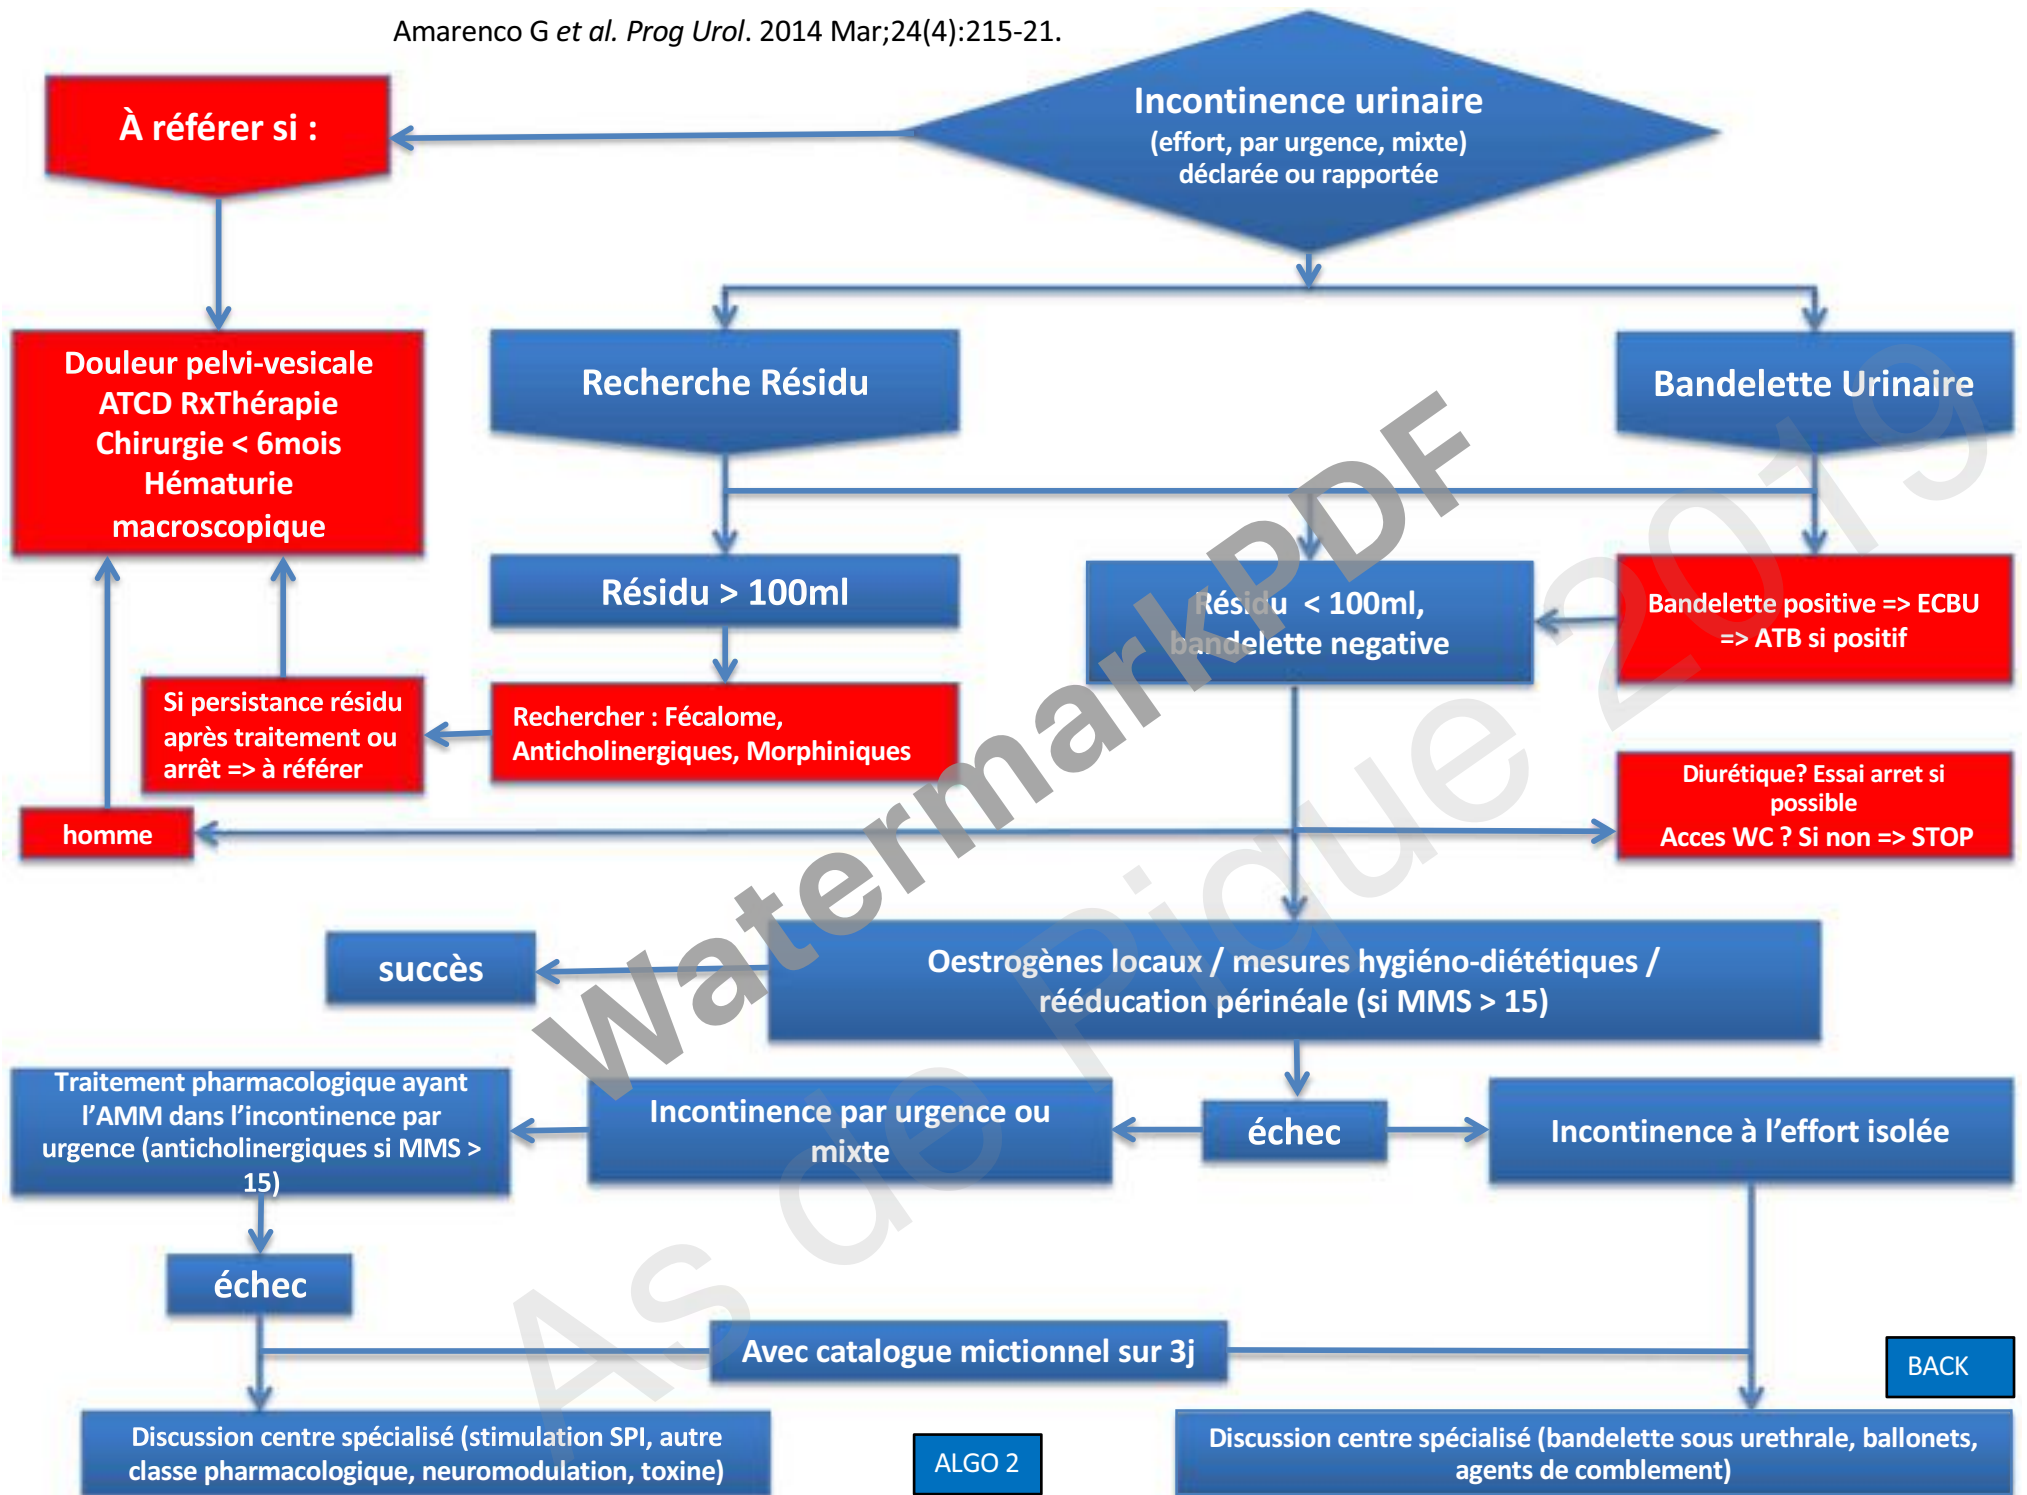 Amarenco G et al. Prog Urol. 2014 Mar;24(4):215-21.
Incontinence urinaire
(effort, par urgence, mixte)
déclarée ou rapportée
À référer si :
Douleur pelvi-vesicale
ATCD RxThérapie
Chirurgie < 6mois
Hématurie
macroscopique
Recherche Résidu
Bandelette Urinaire
Résidu > 100ml
Résidu < 100ml,
bandelette negative
Bandelette positive => ECBU
=> ATB si positif
Si persistance résidu
après traitement ou
arrêt => à référer
Rechercher : Fécalome,
Anticholinergiques, Morphiniques
Diurétique? Essai arret si
possible
Acces WC ? Si non => STOP
homme
succès
Oestrogènes locaux / mesures hygiéno-diététiques /
rééducation périnéale (si MMS > 15)
Traitement pharmacologique ayant
l'AMM dans l'incontinence par
urgence (anticholinergiques si MMS >
15)
Incontinence par urgence ou
mixte
échec
Incontinence à l'effort isolée
échec
Avec catalogue mictionnel sur 3j
BACK
Discussion centre spécialisé (stimulation SPI, autre
classe pharmacologique, neuromodulation, toxine)
ALGO 2
Discussion centre spécialisé (bandelette sous urethrale, ballonets,
agents de comblement)
WatermarkPDF
As de Pique 2019